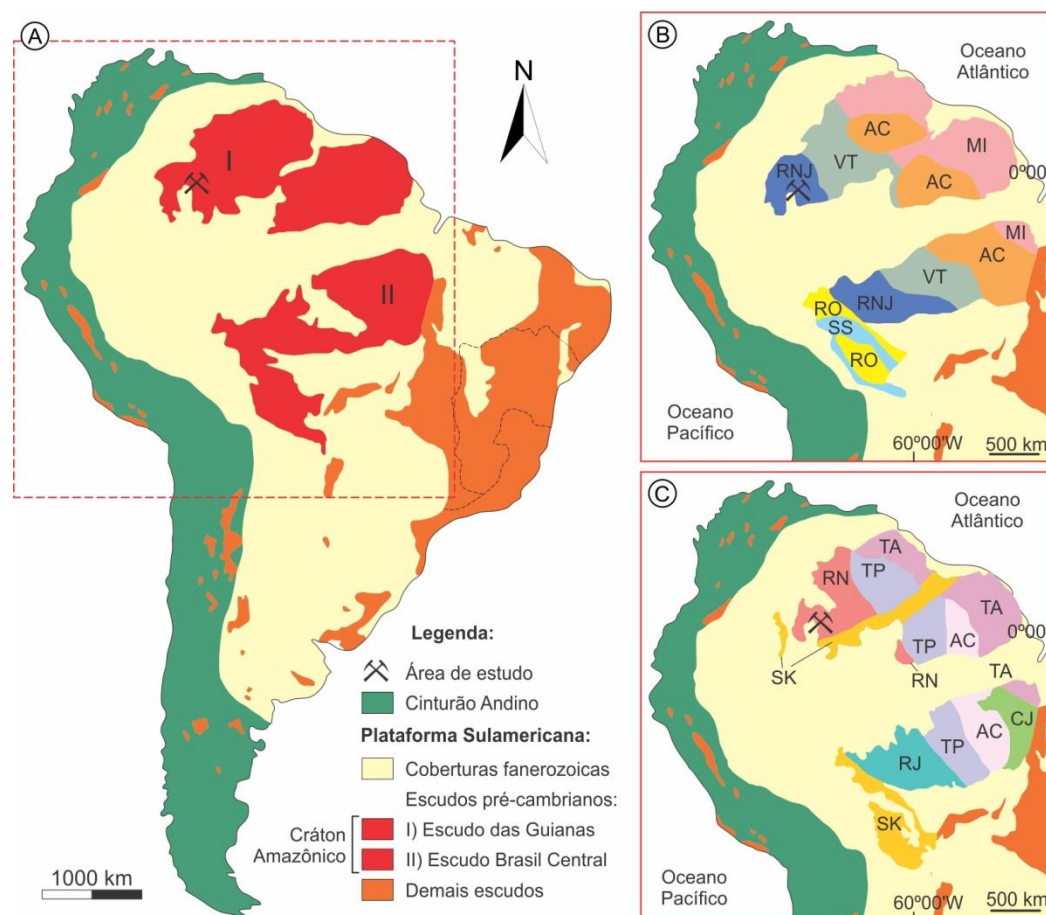 A
N
I
II
Legenda:
Área de estudo
Cinturão Andino
Plataforma Sulamericana:
Coberturas fanerozoicas
Escudos pré-cambrianos:
Cráton
Amazônico
I) Escudo das Guianas
II) Escudo Brasil Central
Demais escudos
1000 km
B
Oceano
Atlântico
AC
MI
VT
RNJ
AC
0º00
MI
AC
VT
RNJ
RO
SS
RO
Oceano
Pacífico
60º00'W
500 km
C
Oceano
Atlântico
TA
RN
TP
TA
0º00
TP
AC
SK
RN
TA
CJ
AC
TP
RJ
SK
Oceano
Pacífico
60º00'W
500 km